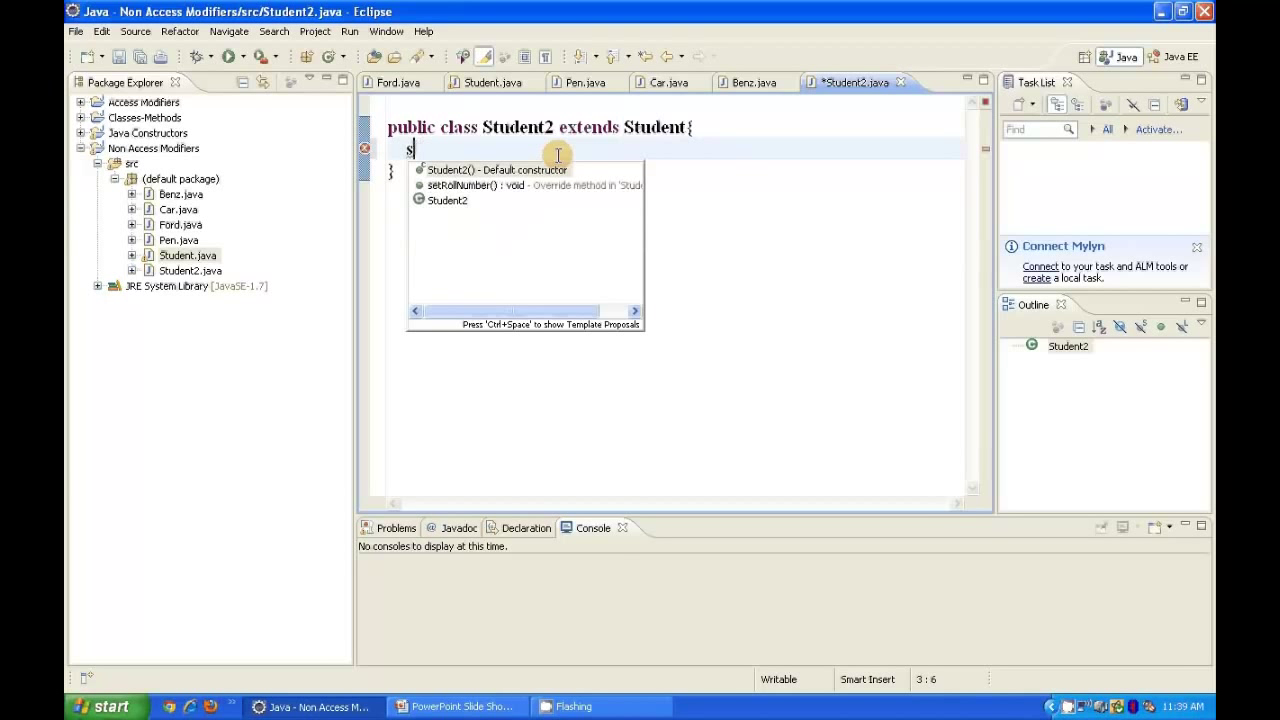 Java - Non Access Modifiers/src/Student2.java - Eclipse
File Edit Source Refactor Navigate Search Project Run Window Help
Java Java EE
Package Explorer
Ford.java Student.java Pen.java Car.java Benz.java *Student2.java
Task List
Access Modifiers
Classes-Methods
Java Constructors
Non Access Modifiers
src
(default package)
Benz.java
Car.java
Ford.java
Pen.java
Student.java
Student2.java
JRE System Library [JavaSE-1.7]
public class Student2 extends Student{
s
}
Student2() - Default constructor
setRollNumber() : void - Override method in 'Stude
Student2
Press 'Ctrl+Space' to show Template Proposals
Find All Activate...
Connect Mylyn
Connect to your task and ALM tools or
create a local task.
Outline
Student2
Problems Javadoc Declaration Console
No consoles to display at this time.
Writable Smart Insert 3 : 6
start Java - Non Access M... PowerPoint Slide Sho... Flashing 11:39 AM